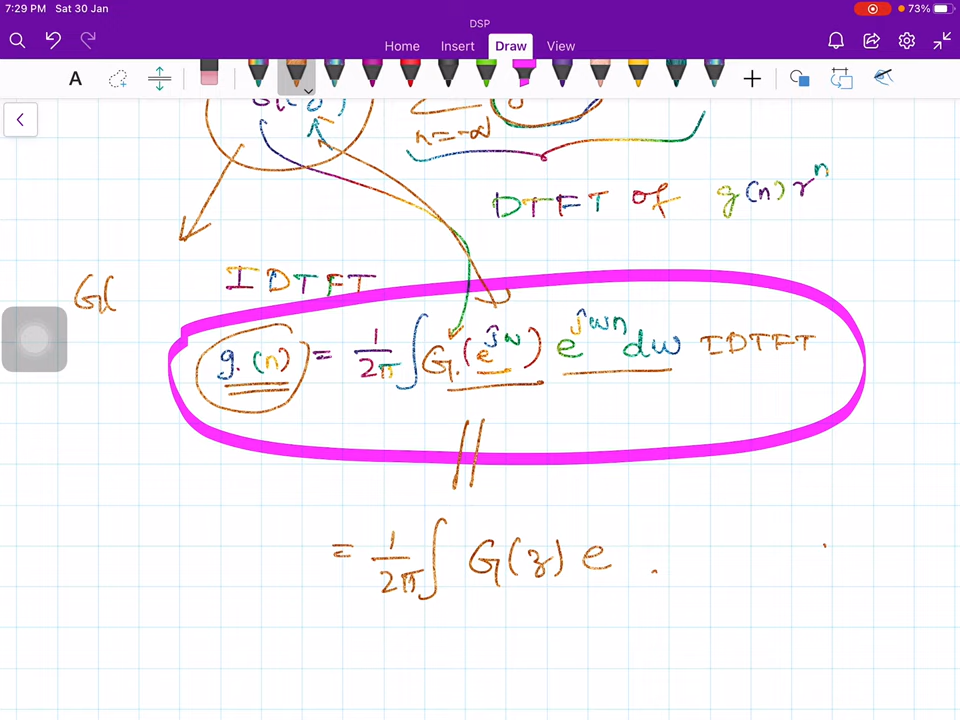 7:29 PM Sat 30 Jan
73%
DSP
Home Insert Draw View
A
n=-∞
DTFT of g(n)r^n
IDTFT
G(
g(n) = 1/2π ∫ G(e^jω) e^jωn dω IDTFT
||
= 1/2π ∫ G(z) e